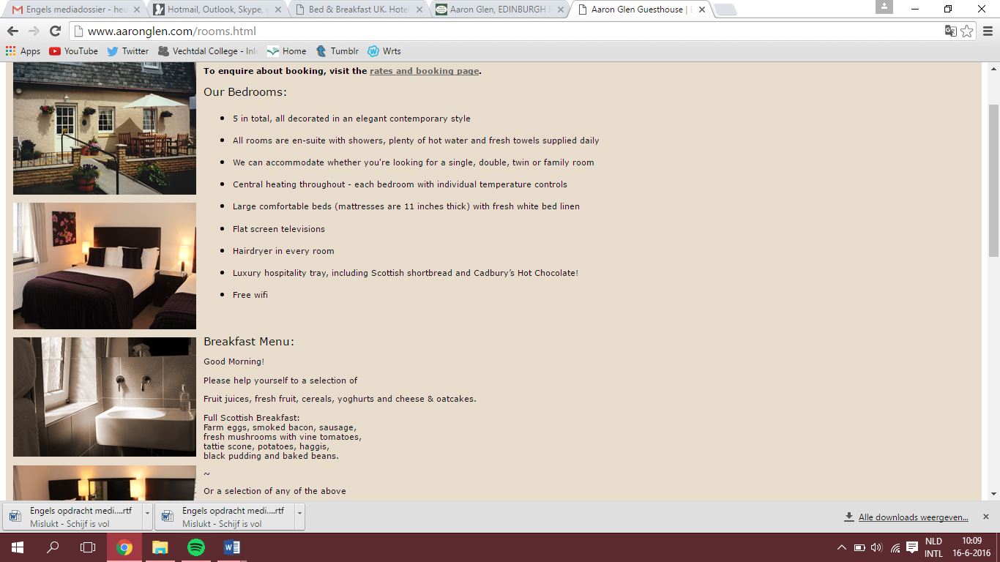 Engels mediadossier - heu
Hotmail, Outlook, Skype, e
Bed & Breakfast UK. Hote
Aaron Glen, EDINBURGH
Aaron Glen Guesthouse |
www.aaronglen.com/rooms.html
Apps YouTube Twitter Vechtdal College - Inl Home Tumblr Wrts
To enquire about booking, visit the rates and booking page.
Our Bedrooms:
• 5 in total, all decorated in an elegant contemporary style
• All rooms are en-suite with showers, plenty of hot water and fresh towels supplied daily
• We can accommodate whether you're looking for a single, double, twin or family room
• Central heating throughout - each bedroom with individual temperature controls
• Large comfortable beds (mattresses are 11 inches thick) with fresh white bed linen
• Flat screen televisions
• Hairdryer in every room
• Luxury hospitality tray, including Scottish shortbread and Cadbury’s Hot Chocolate!
• Free wifi
Breakfast Menu:
Good Morning!
Please help yourself to a selection of
Fruit juices, fresh fruit, cereals, yoghurts and cheese & oatcakes.
Full Scottish Breakfast:
Farm eggs, smoked bacon, sausage,
fresh mushrooms with vine tomatoes,
tattie scone, potatoes, haggis,
black pudding and baked beans.
~
Or a selection of any of the above
Engels opdracht medi....rtf
Mislukt - Schijf is vol
Engels opdracht medi....rtf
Mislukt - Schijf is vol
Alle downloads weergeven...
NLD
INTL
10:09
16-6-2016